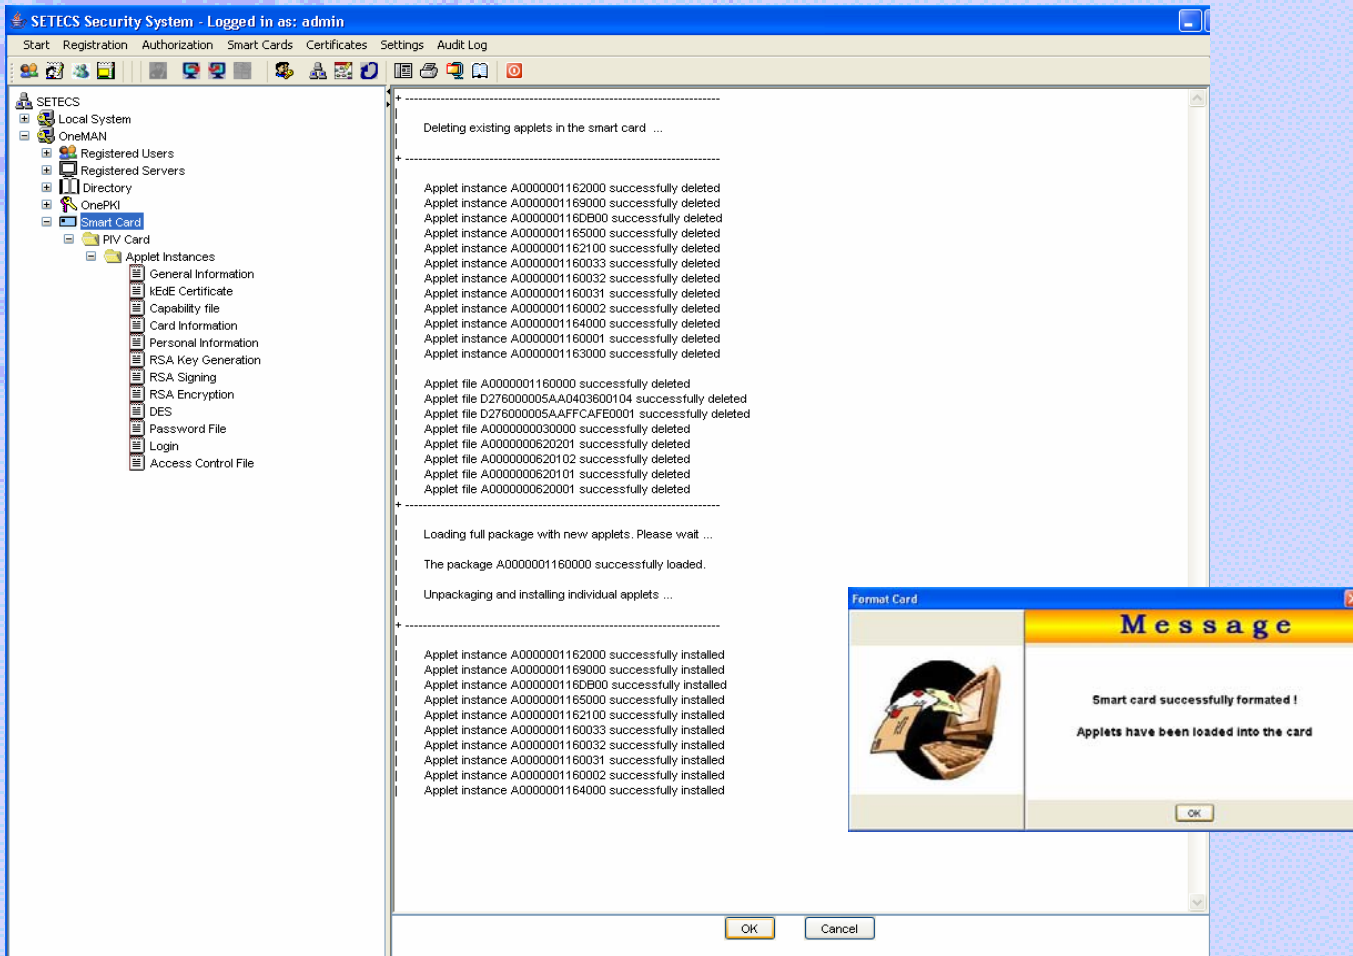 SETECS Security System - Logged in as: admin
Start Registration Authorization Smart Cards Certificates Settings Audit Log
SETECS
Local System
OneMAN
Registered Users
Registered Servers
Directory
OnePKI
Smart Card
PIV Card
Applet Instances
General Information
kEdE Certificate
Capability file
Card Information
Personal Information
RSA Key Generation
RSA Signing
RSA Encryption
DES
Password File
Login
Access Control File
+ ----------------------------------------------------------------------
Deleting existing applets in the smart card ...
+ ----------------------------------------------------------------------
Applet instance A0000001162000 successfully deleted
Applet instance A0000001169000 successfully deleted
Applet instance A000000116DB00 successfully deleted
Applet instance A0000001165000 successfully deleted
Applet instance A0000001162100 successfully deleted
Applet instance A0000001160033 successfully deleted
Applet instance A0000001160032 successfully deleted
Applet instance A0000001160031 successfully deleted
Applet instance A0000001160002 successfully deleted
Applet instance A0000001164000 successfully deleted
Applet instance A0000001160001 successfully deleted
Applet instance A0000001163000 successfully deleted
Applet file A0000001160000 successfully deleted
Applet file D276000005AA0403600104 successfully deleted
Applet file D276000005AAFFCAFE0001 successfully deleted
Applet file A0000000030000 successfully deleted
Applet file A0000000620201 successfully deleted
Applet file A0000000620102 successfully deleted
Applet file A0000000620101 successfully deleted
Applet file A0000000620001 successfully deleted
+ ----------------------------------------------------------------------
Loading full package with new applets. Please wait ...
The package A0000001160000 successfully loaded.
Unpackaging and installing individual applets ...
+ ----------------------------------------------------------------------
Applet instance A0000001162000 successfully installed
Applet instance A0000001169000 successfully installed
Applet instance A000000116DB00 successfully installed
Applet instance A0000001165000 successfully installed
Applet instance A0000001162100 successfully installed
Applet instance A0000001160033 successfully installed
Applet instance A0000001160032 successfully installed
Applet instance A0000001160031 successfully installed
Applet instance A0000001160002 successfully installed
Applet instance A0000001164000 successfully installed
OK Cancel
Format Card
Message
Smart card successfully formated !
Applets have been loaded into the card
OK